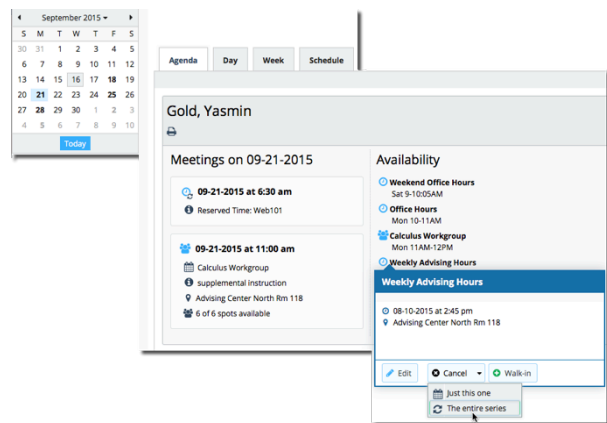 September 2015
S M T W T F S
30 31 1 2 3 4 5
6 7 8 9 10 11 12
13 14 15 16 17 18 19
20 21 22 23 24 25 26
27 28 29 30 1 2 3
4 5 6 7 8 9 10
Today
Agenda Day Week Schedule
Gold, Yasmin
Meetings on 09-21-2015
09-21-2015 at 6:30 am
Reserved Time: Web101
09-21-2015 at 11:00 am
Calculus Workgroup
supplemental instruction
Advising Center North Rm 118
6 of 6 spots available
Availability
Weekend Office Hours
Sat 9-10:05AM
Office Hours
Mon 10-11AM
Calculus Workgroup
Mon 11AM-12PM
Weekly Advising Hours
Weekly Advising Hours
08-10-2015 at 2:45 pm
Advising Center North Rm 118
Edit Cancel Walk-in
Just this one
The entire series